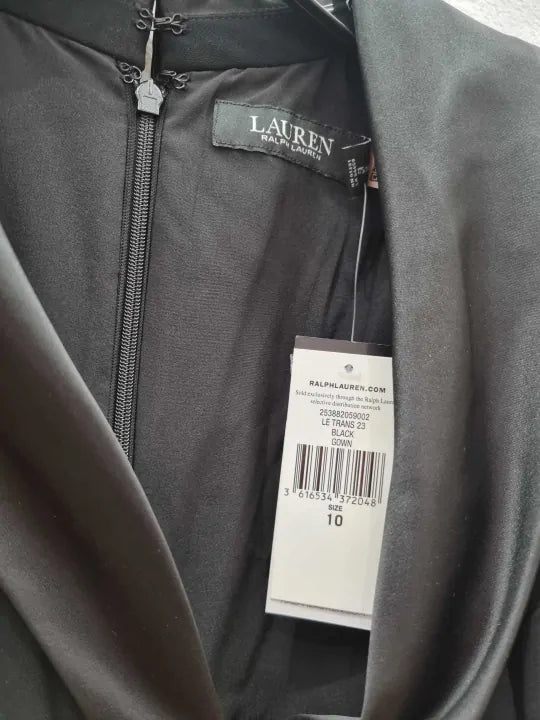 LAUREN
RALPH LAUREN
RALPHLAUREN.COM
Sold exclusively through the Ralph Laur
selective distribution network
253882059002
LE TRANS 23
BLACK
GOWN
3 616534 372048
SIZE
10